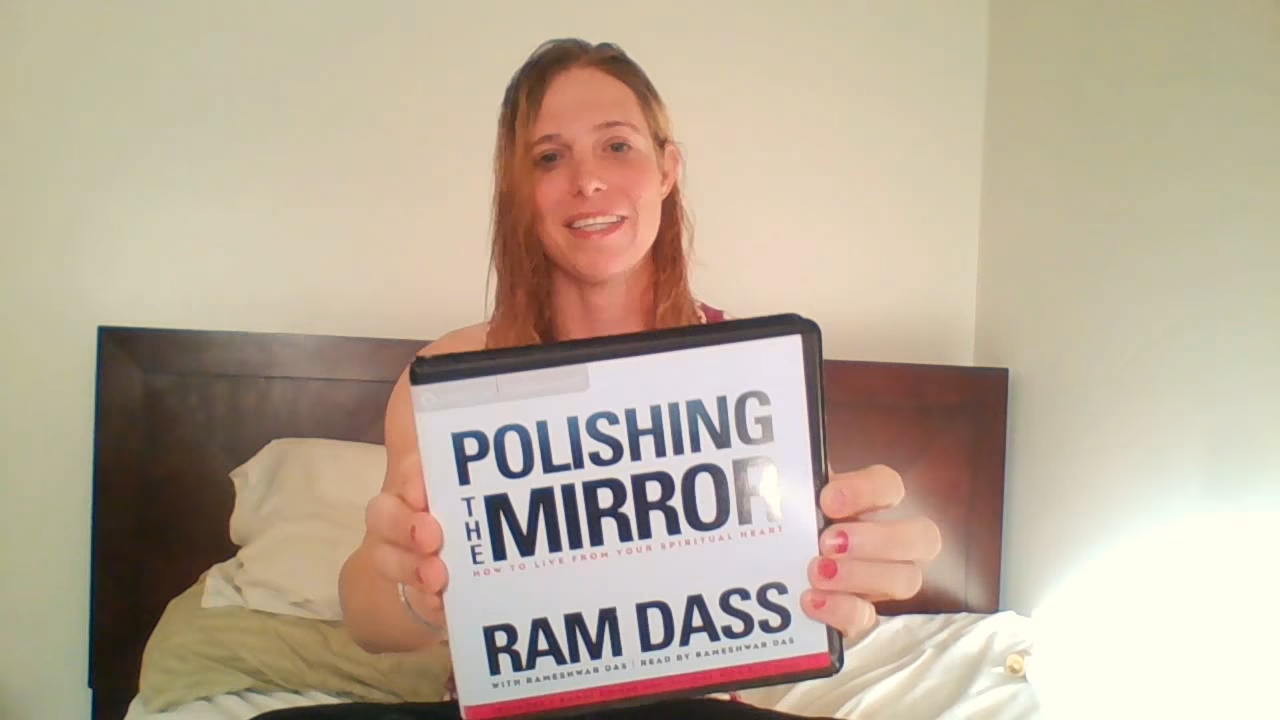 POLISHING
THE MIRROR
HOW TO LIVE FROM YOUR SPIRITUAL HEART
RAM DASS
WITH RAMESHWAR DAS | READ BY RAMESHWAR DAS